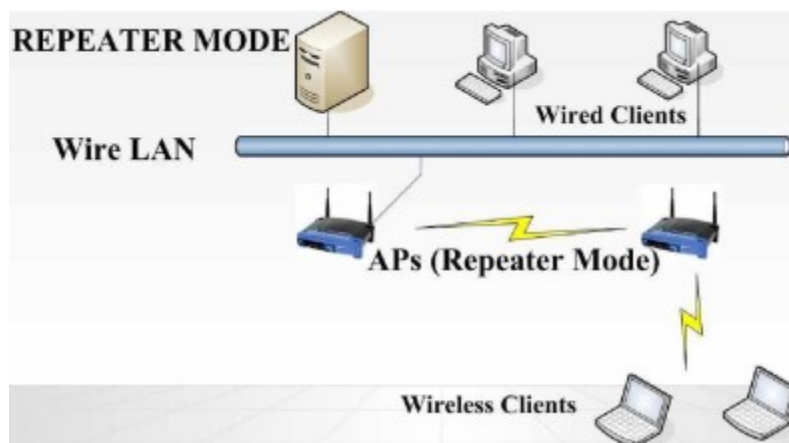 REPEATER MODE
Wired Clients
Wire LAN
APs (Repeater Mode)
Wireless Clients